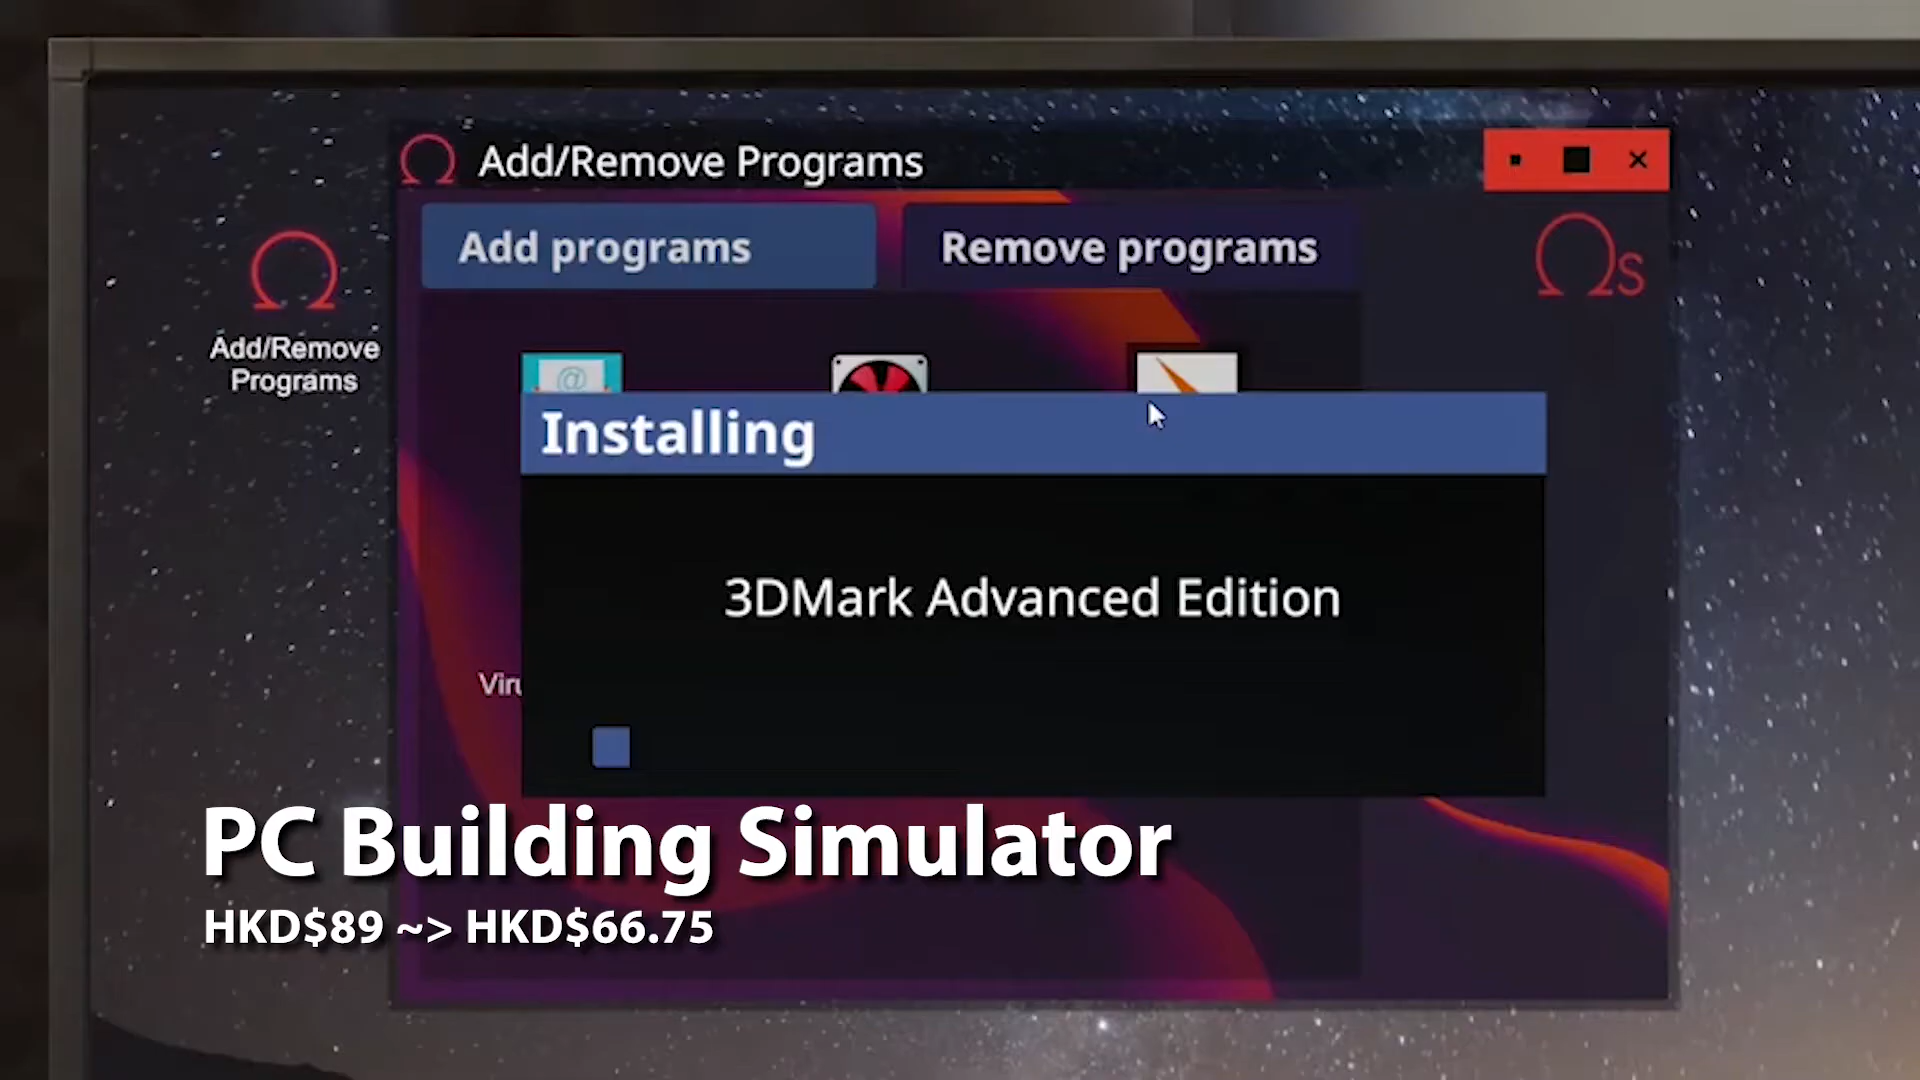 Add/Remove Programs
Add programs
Remove programs
Ωs
Add/Remove
Programs
Installing
3DMark Advanced Edition
PC Building Simulator
HKD$89 ~> HKD$66.75